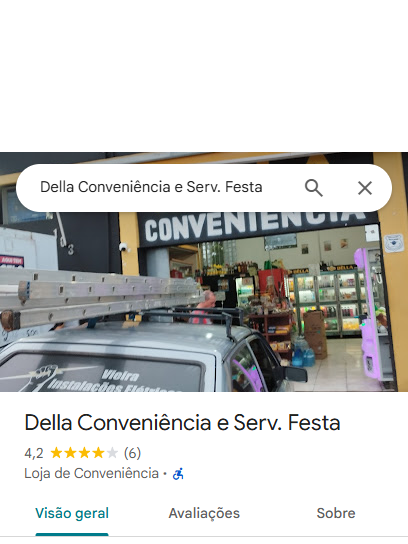 Della Conveniência e Serv. Festa
CONVENIÊNCIA
DELLA
Vieira
Instalações Elétricas
Della Conveniência e Serv. Festa
4,2 (6)
Loja de Conveniência
Visão geral
Avaliações
Sobre